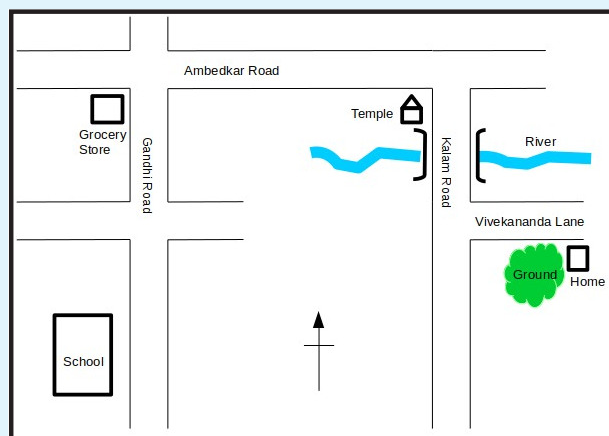 Ambedkar Road
Temple
Grocery
Store
Gandhi Road
Kalam Road
River
Vivekananda Lane
Ground
Home
School